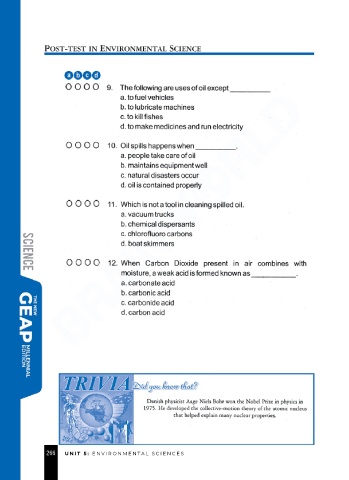 POST-TEST IN ENVIRONMENTAL SCIENCE
a b c d
9. The following are uses of oil except __________
a. to fuel vehicles
b. to lubricate machines
c. to kill fishes
d. to make medicines and run electricity
10. Oil spills happens when __________.
a. people take care of oil
b. maintains equipment well
c. natural disasters occur
d. oil is contained properly
11. Which is not a tool in cleaning spilled oil.
a. vacuum trucks
b. chemical dispersants
c. chlorofluoro carbons
d. boat skimmers
12. When Carbon Dioxide present in air combines with
moisture, a weak acid is formed known as ___________.
a. carbonate acid
b. carbonic acid
c. carbonide acid
d. carbon acid
SCIENCE
THE NEW
GEAP
MILLENNIAL
EDITION
TRIVIA Did you know that?
Danish physicist Aage Niels Bohr won the Nobel Prize in physics in
1975. He developed the collective-motion theory of the atomic nucleus
that helped explain many nuclear properties.
266 UNIT 5: ENVIRONMENTAL SCIENCES